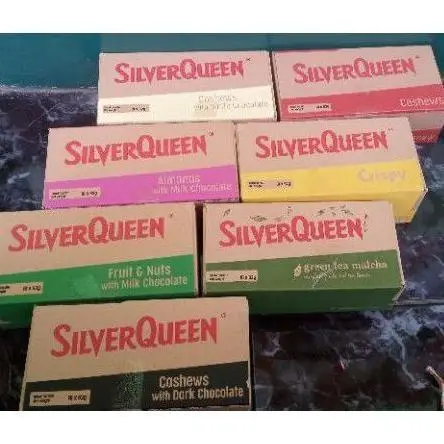 SILVERQUEEN
Cashews
with White Chocolate
SILVERQUEEN
Cashews
SILVERQUEEN
Almonds
with Milk Chocolate
SILVERQUEEN
Crispy
SILVERQUEEN
Fruit & Nuts
with Milk Chocolate
SILVERQUEEN
green tea matcha
SILVERQUEEN
Cashews
with Dark Chocolate